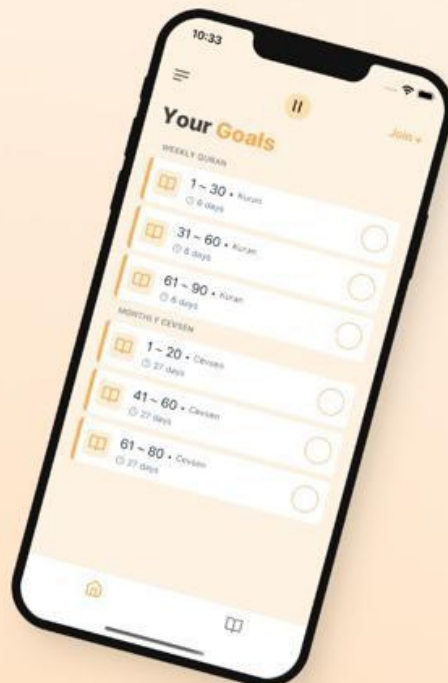 10:33
Your Goals
Join +
WEEKLY QURAN
1 ~ 30 • Kuran
6 days
31 ~ 60 • Kuran
6 days
61 ~ 90 • Kuran
6 days
MONTHLY CEVSEN
1 ~ 20 • Cevsen
27 days
41 ~ 60 • Cevsen
27 days
61 ~ 80 • Cevsen
27 days